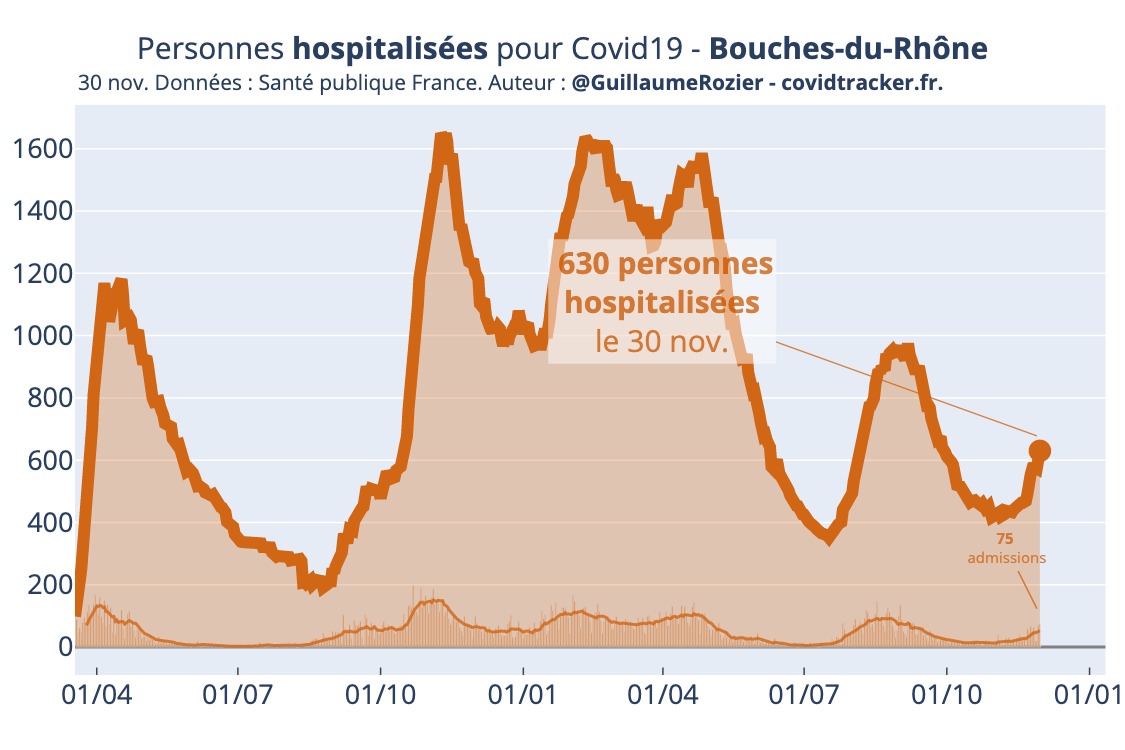 Personnes hospitalisées pour Covid19 - Bouches-du-Rhône
30 nov. Données : Santé publique France. Auteur : @GuillaumeRozier - covidtracker.fr.
1600
1400
1200
1000
800
600
400
200
0
630 personnes
hospitalisées
le 30 nov.
75
admissions
01/04 01/07 01/10 01/01 01/04 01/07 01/10 01/01